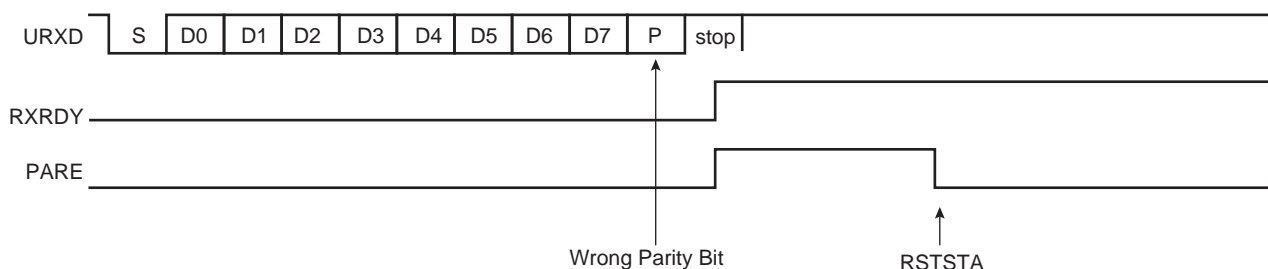 URXD S D0 D1 D2 D3 D4 D5 D6 D7 P stop
RXRDY
PARE
Wrong Parity Bit RSTSTA